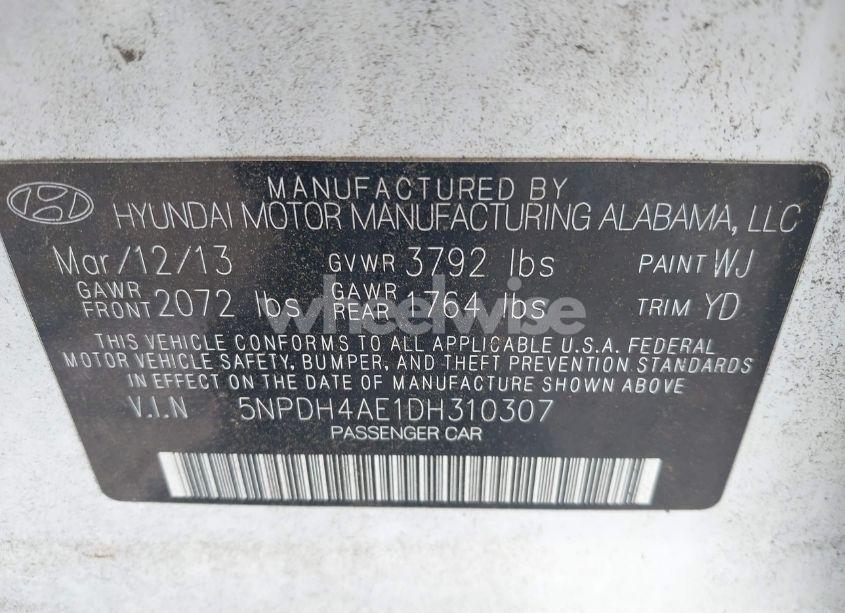 MANUFACTURED BY
HYUNDAI MOTOR MANUFACTURING ALABAMA, LLC
Mar/12/13 GVWR 3792 lbs PAINT WJ
GAWR FRONT 2072 lbs GAWR REAR 1764 lbs TRIM YD
wheelwise
THIS VEHICLE CONFORMS TO ALL APPLICABLE U.S.A. FEDERAL
MOTOR VEHICLE SAFETY, BUMPER, AND THEFT PREVENTION STANDARDS
IN EFFECT ON THE DATE OF MANUFACTURE SHOWN ABOVE
V.I.N 5NPDH4AE1DH310307
PASSENGER CAR